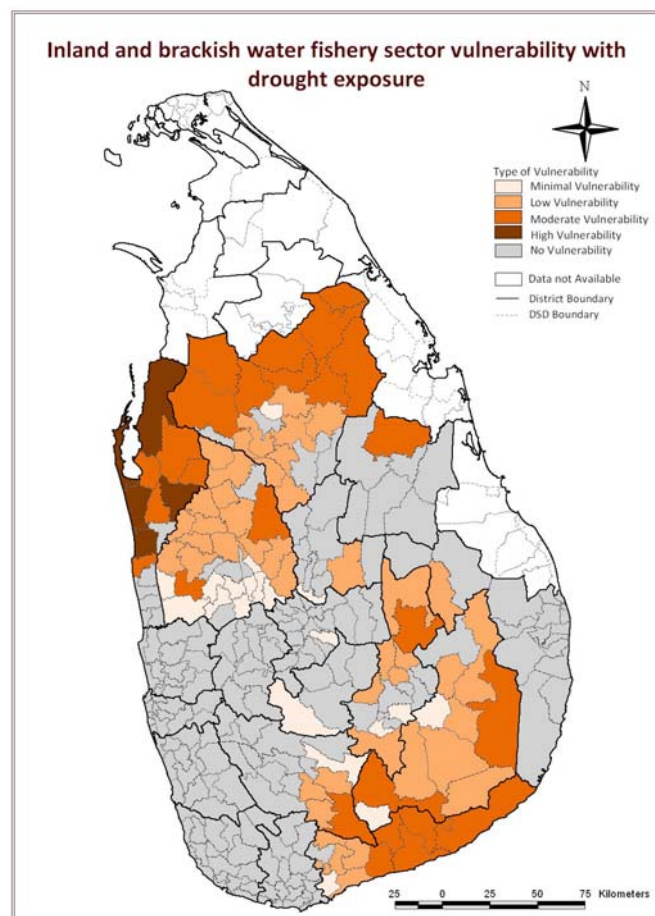 Inland and brackish water fishery sector vulnerability with
drought exposure
N
Type of Vulnerability
Minimal Vulnerability
Low Vulnerability
Moderate Vulnerability
High Vulnerability
No Vulnerability
Data not Available
District Boundary
DSD Boundary
25 0 25 50 75 Kilometers